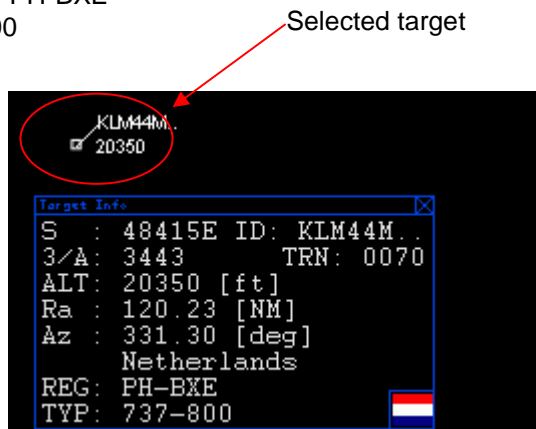 Selected target
KLM44M..
20350
Target Info
S : 48415E ID: KLM44M..
3/A: 3443 TRN: 0070
ALT: 20350 [ft]
Ra : 120.23 [NM]
Az : 331.30 [deg]
Netherlands
REG: PH-BXE
TYP: 737-800